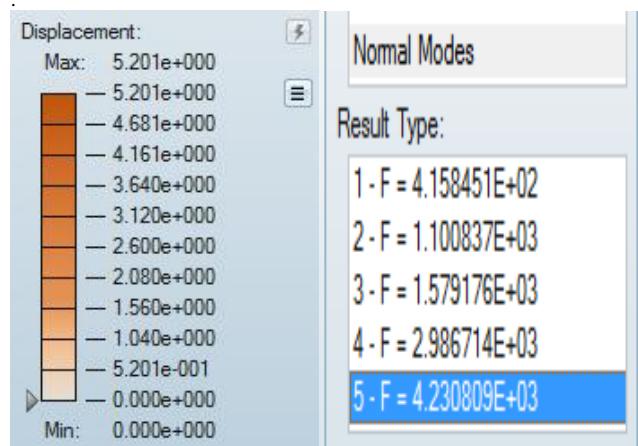 Displacement:
Max: 5.201e+000
5.201e+000
4.681e+000
4.161e+000
3.640e+000
3.120e+000
2.600e+000
2.080e+000
1.560e+000
1.040e+000
5.201e-001
0.000e+000
Min: 0.000e+000
Normal Modes
Result Type:
1 - F = 4.158451E+02
2 - F = 1.100837E+03
3 - F = 1.579176E+03
4 - F = 2.986714E+03
5 - F = 4.230809E+03